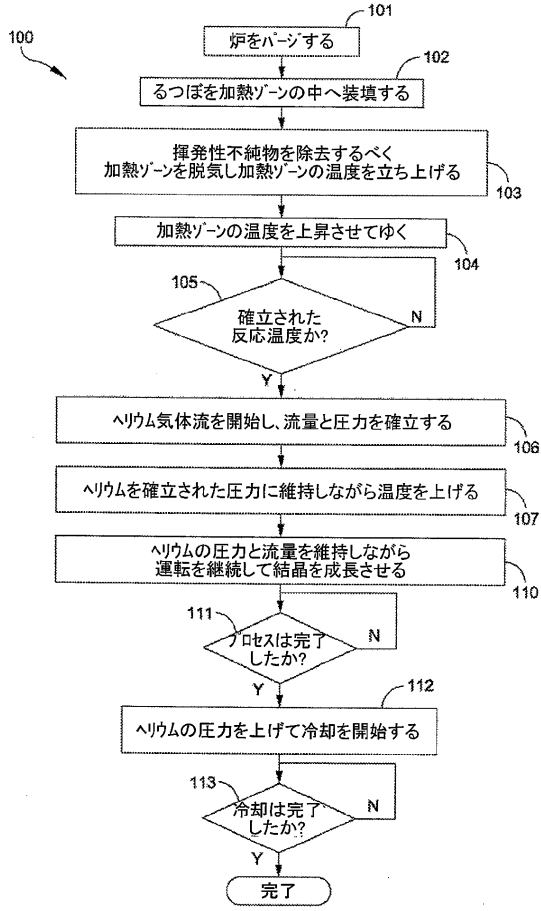 100
101
炉をパージする
102
るつぼを加熱ゾーンの中へ装填する
揮発性不純物を除去するべく
加熱ゾーンを脱気し加熱ゾーンの温度を立ち上げる
103
加熱ゾーンの温度を上昇させてゆく
104
105
確立された
反応温度か?
N
Y
ヘリウム気体流を開始し、流量と圧力を確立する
106
ヘリウムを確立された圧力に維持しながら温度を上げる
107
ヘリウムの圧力と流量を維持しながら
運転を継続して結晶を成長させる
110
111
プロセスは完了
したか?
N
Y
112
ヘリウムの圧力を上げて冷却を開始する
113
冷却は完了
したか?
N
Y
完了